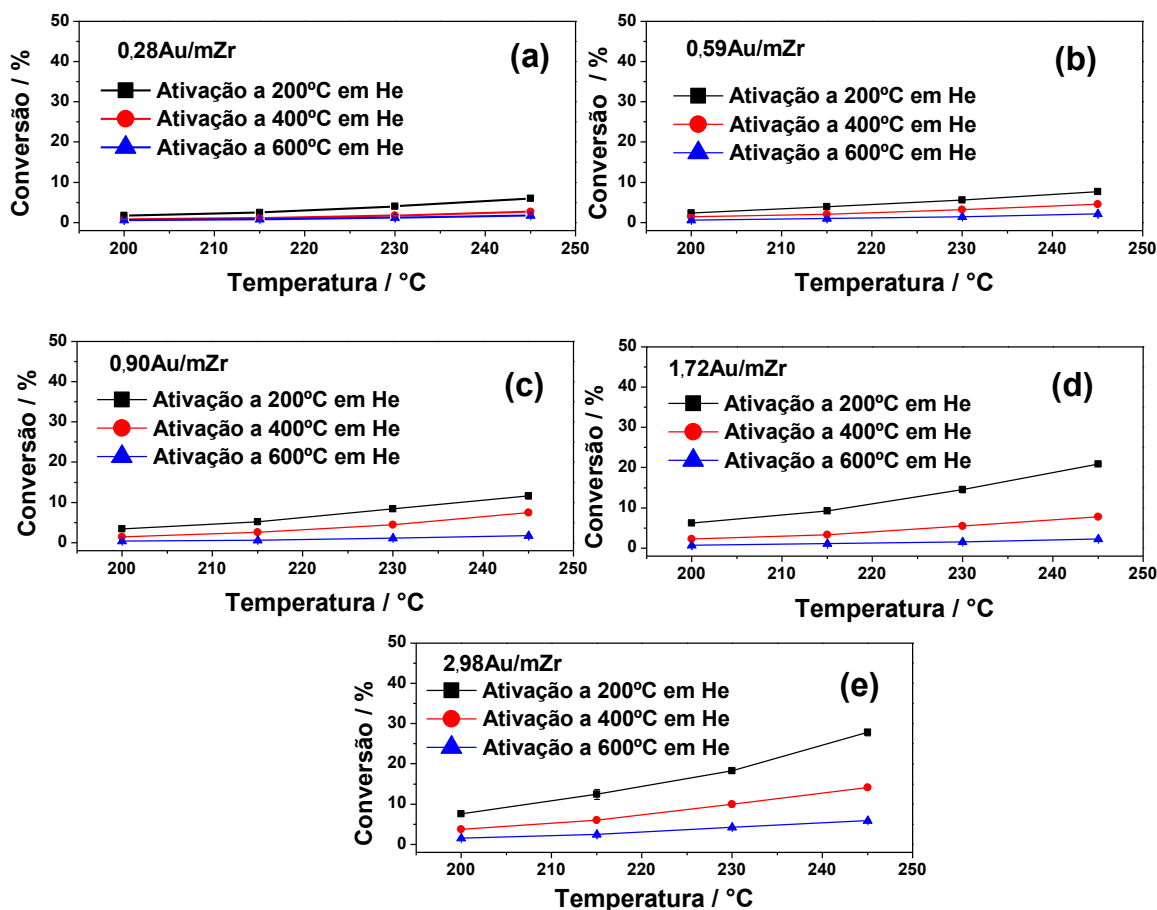 0,28Au/mZr
(a)
Ativação a 200ºC em He
Ativação a 400ºC em He
Ativação a 600ºC em He
Conversão / %
50
40
30
20
10
0
200 210 220 230 240 250
Temperatura / °C
0,59Au/mZr
(b)
Ativação a 200ºC em He
Ativação a 400ºC em He
Ativação a 600ºC em He
Conversão / %
50
40
30
20
10
0
200 210 220 230 240 250
Temperatura / °C
0,90Au/mZr
(c)
Ativação a 200ºC em He
Ativação a 400ºC em He
Ativação a 600ºC em He
Conversão / %
50
40
30
20
10
0
200 210 220 230 240 250
Temperatura / °C
1,72Au/mZr
(d)
Ativação a 200ºC em He
Ativação a 400ºC em He
Ativação a 600ºC em He
Conversão / %
50
40
30
20
10
0
200 210 220 230 240 250
Temperatura / °C
2,98Au/mZr
(e)
Ativação a 200ºC em He
Ativação a 400ºC em He
Ativação a 600ºC em He
Conversão / %
50
40
30
20
10
0
200 210 220 230 240 250
Temperatura / °C